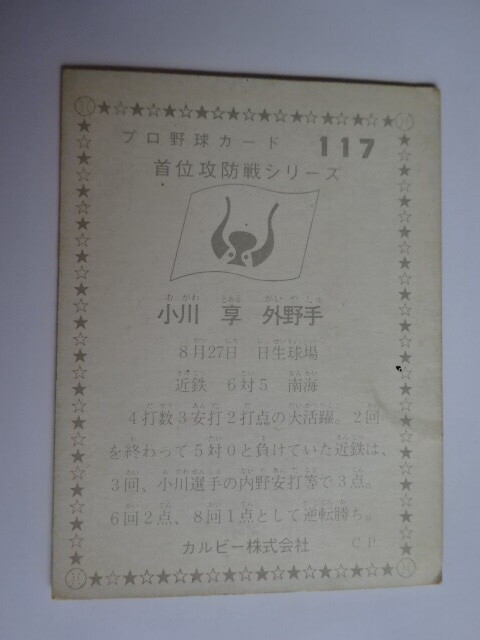 プロ野球カード 117
首位攻防戦シリーズ
小川 享 外野手
8月27日 日生球場
近鉄 6対5 南海
4打数3安打2打点の大活躍。2回
を終わって5対0と負けていた近鉄は、
3回、小川選手の内野安打等で3点。
6回2点、8回1点として逆転勝ち。
カルビー株式会社 C P